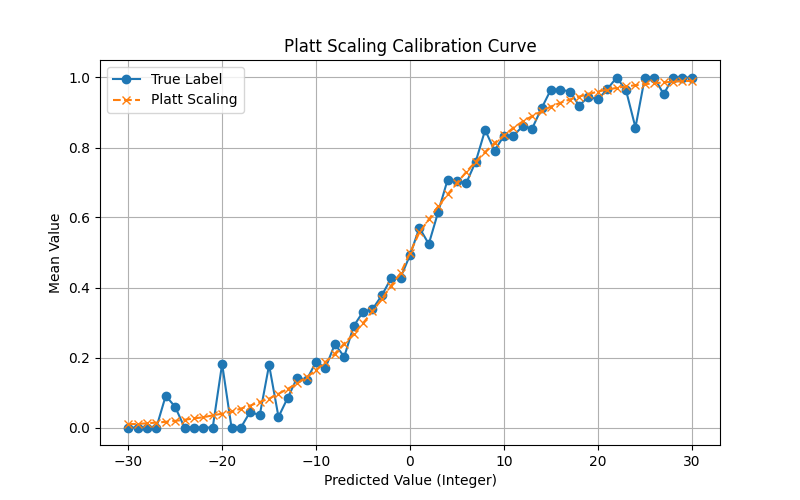 Platt Scaling Calibration Curve
True Label
Platt Scaling
Mean Value
1.0
0.8
0.6
0.4
0.2
0.0
−30
−20
−10
0
10
20
30
Predicted Value (Integer)